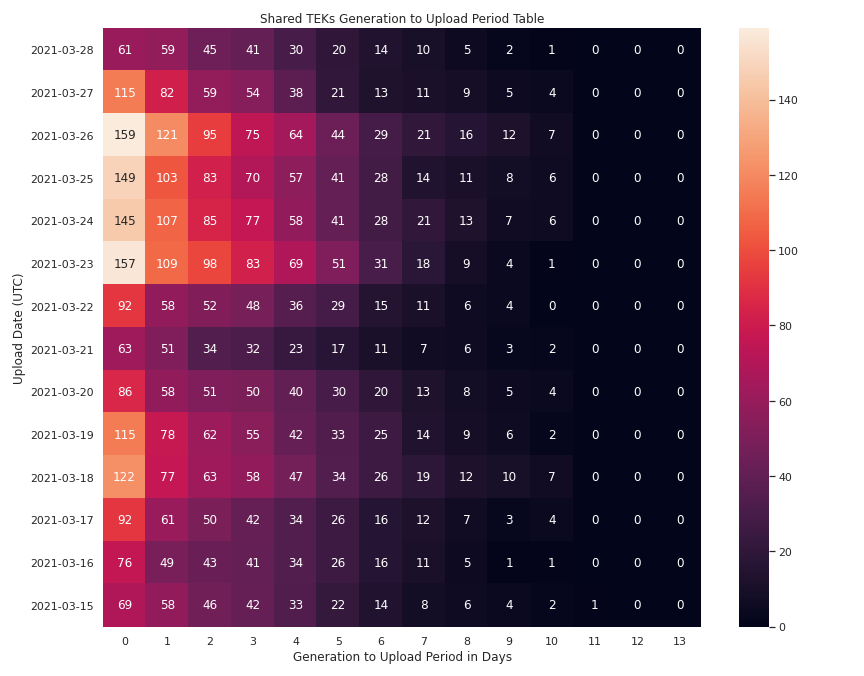 Shared TEKs Generation to Upload Period Table
Upload Date (UTC)
2021-03-28 61 59 45 41 30 20 14 10 5 2 1 0 0 0
2021-03-27 115 82 59 54 38 21 13 11 9 5 4 0 0 0
2021-03-26 159 121 95 75 64 44 29 21 16 12 7 0 0 0
2021-03-25 149 103 83 70 57 41 28 14 11 8 6 0 0 0
2021-03-24 145 107 85 77 58 41 28 21 13 7 6 0 0 0
2021-03-23 157 109 98 83 69 51 31 18 9 4 1 0 0 0
2021-03-22 92 58 52 48 36 29 15 11 6 4 0 0 0 0
2021-03-21 63 51 34 32 23 17 11 7 6 3 2 0 0 0
2021-03-20 86 58 51 50 40 30 20 13 8 5 4 0 0 0
2021-03-19 115 78 62 55 42 33 25 14 9 6 2 0 0 0
2021-03-18 122 77 63 58 47 34 26 19 12 10 7 0 0 0
2021-03-17 92 61 50 42 34 26 16 12 7 3 4 0 0 0
2021-03-16 76 49 43 41 34 26 16 11 5 1 1 0 0 0
2021-03-15 69 58 46 42 33 22 14 8 6 4 2 1 0 0
0 1 2 3 4 5 6 7 8 9 10 11 12 13
Generation to Upload Period in Days
140
120
100
80
60
40
20
0